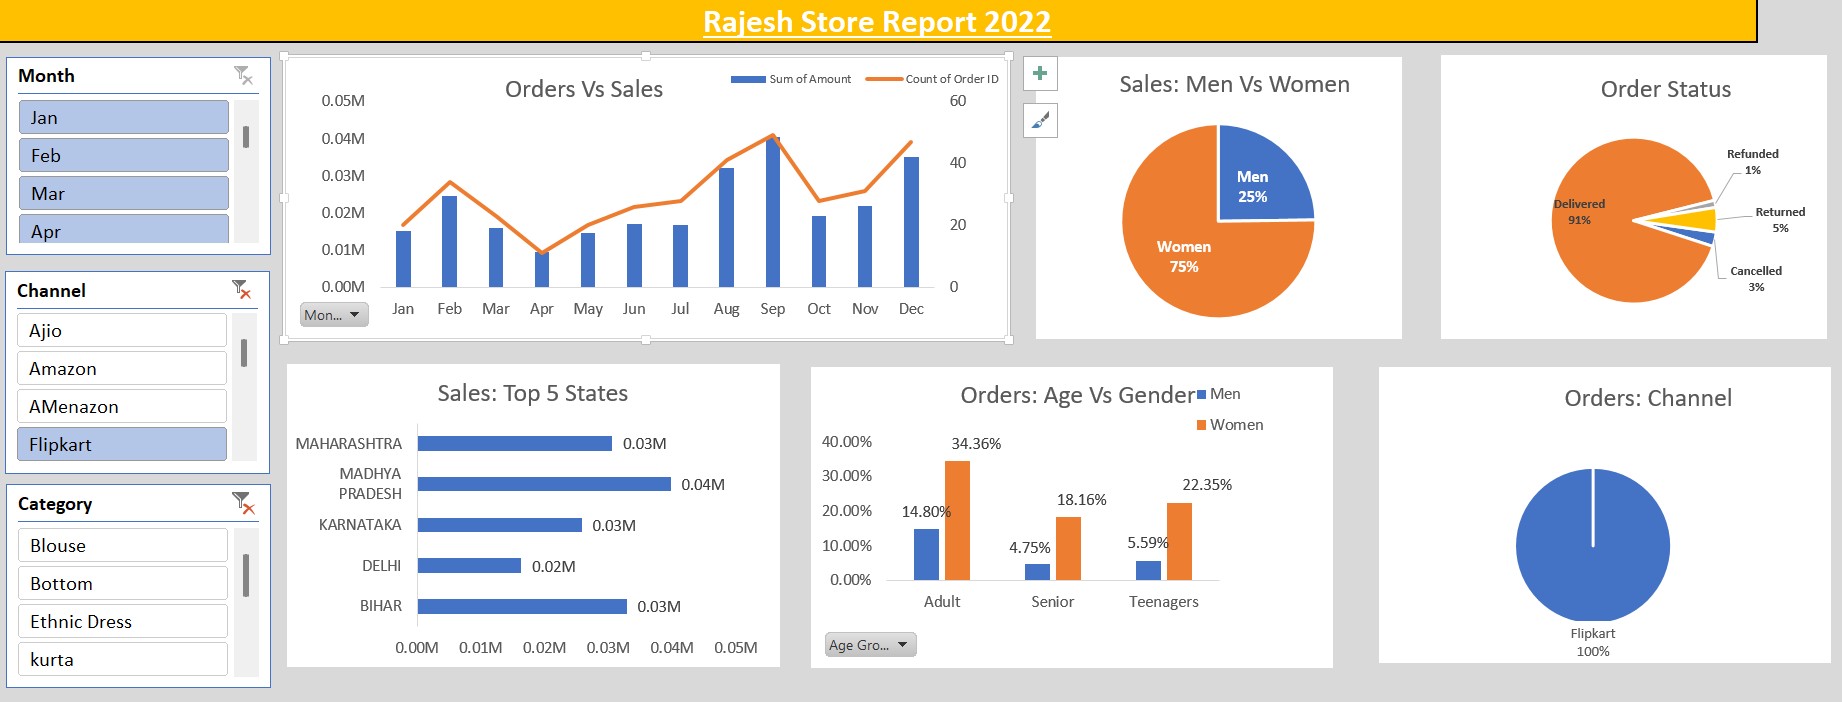 Rajesh Store Report 2022
Month
Jan
Feb
Mar
Apr
Channel
Ajio
Amazon
AMenazon
Flipkart
Category
Blouse
Bottom
Ethnic Dress
kurta
Orders Vs Sales
Sum of Amount
Count of Order ID
0.05M
0.04M
0.03M
0.02M
0.01M
0.00M
60
40
20
0
Jan Feb Mar Apr May Jun Jul Aug Sep Oct Nov Dec
Mon...
Sales: Men Vs Women
Men
25%
Women
75%
Order Status
Refunded
1%
Delivered
91%
Returned
5%
Cancelled
3%
Sales: Top 5 States
MAHARASHTRA 0.03M
MADHYA
PRADESH 0.04M
KARNATAKA 0.03M
DELHI 0.02M
BIHAR 0.03M
0.00M 0.01M 0.02M 0.03M 0.04M 0.05M
Orders: Age Vs Gender
Men
Women
40.00%
30.00%
20.00%
10.00%
0.00%
14.80% 34.36%
4.75% 18.16%
5.59% 22.35%
Adult Senior Teenagers
Age Gro...
Orders: Channel
Flipkart
100%